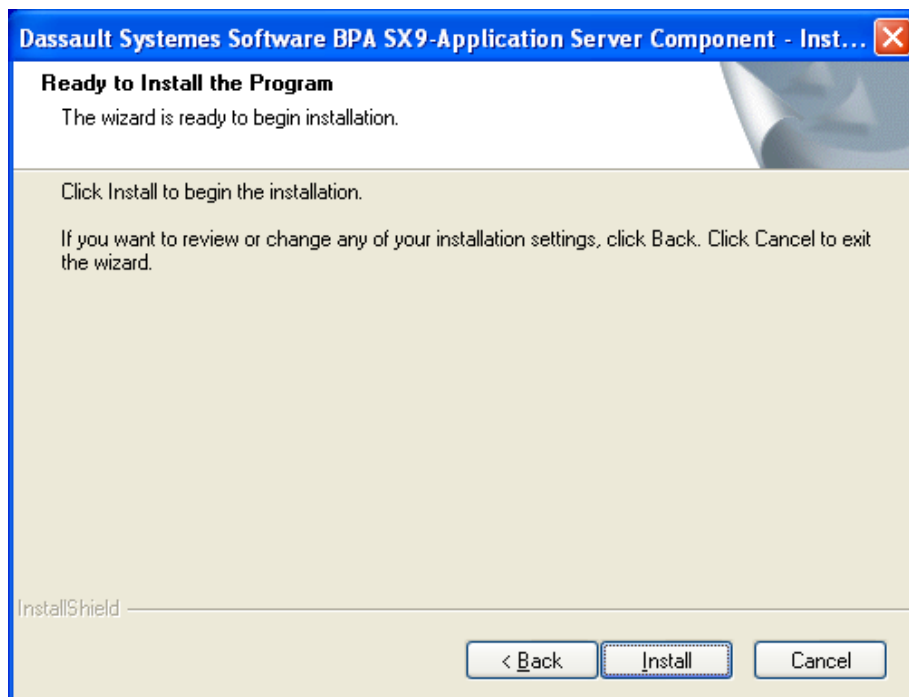 Dassault Systemes Software BPA SX9-Application Server Component - Inst...
Ready to Install the Program
The wizard is ready to begin installation.
Click Install to begin the installation.
If you want to review or change any of your installation settings, click Back. Click Cancel to exit
the wizard.
InstallShield
< Back
Install
Cancel